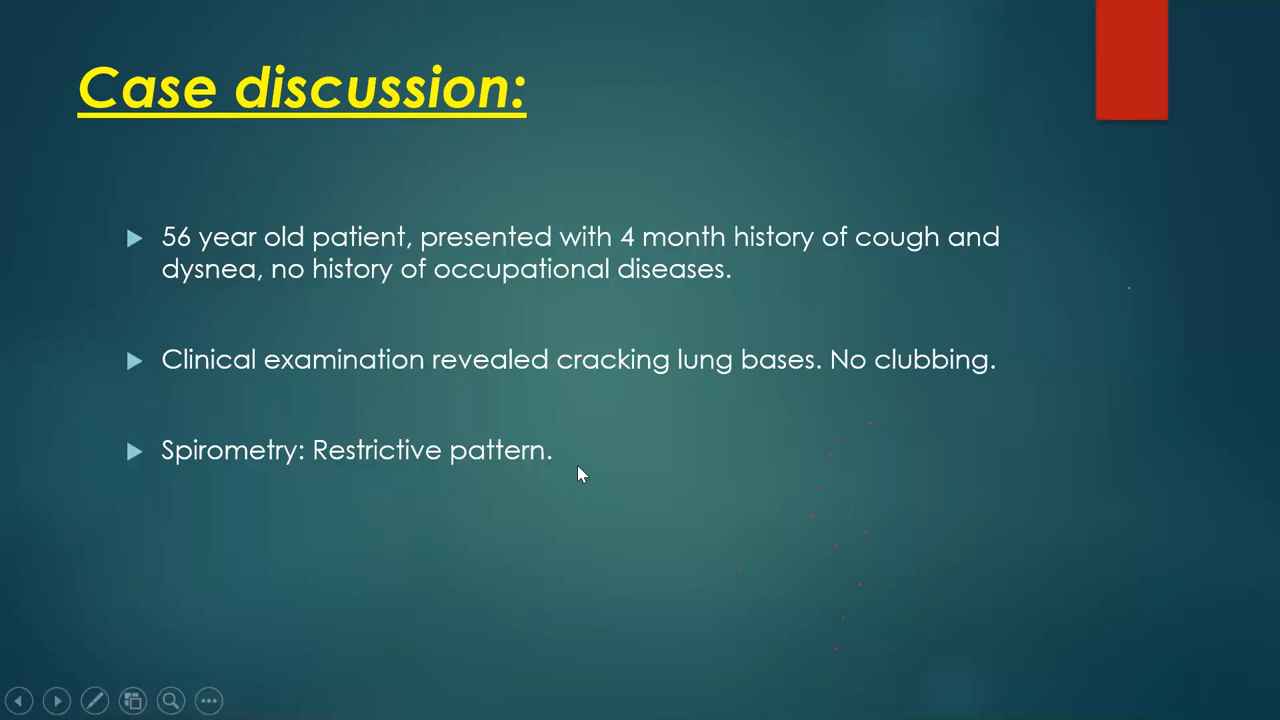 Case discussion:
56 year old patient, presented with 4 month history of cough and
dysnea, no history of occupational diseases.
Clinical examination revealed cracking lung bases. No clubbing.
Spirometry: Restrictive pattern.